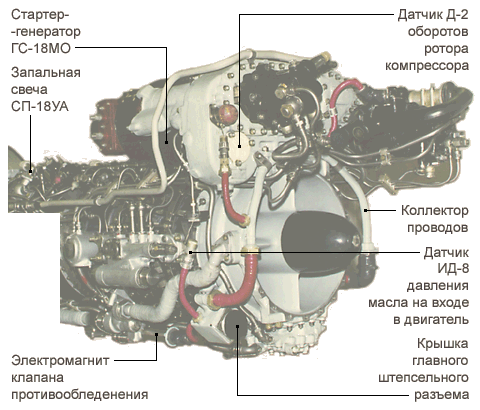 Стартер-
-генератор
ГС-18МО
Запальная
свеча
СП-18УА
Датчик Д-2
оборотов
ротора
компрессора
Коллектор
проводов
Датчик
ИД-8
давления
масла на входе
в двигатель
Электромагнит
клапана
противообледенения
Крышка
главного
штепсельного
разъема